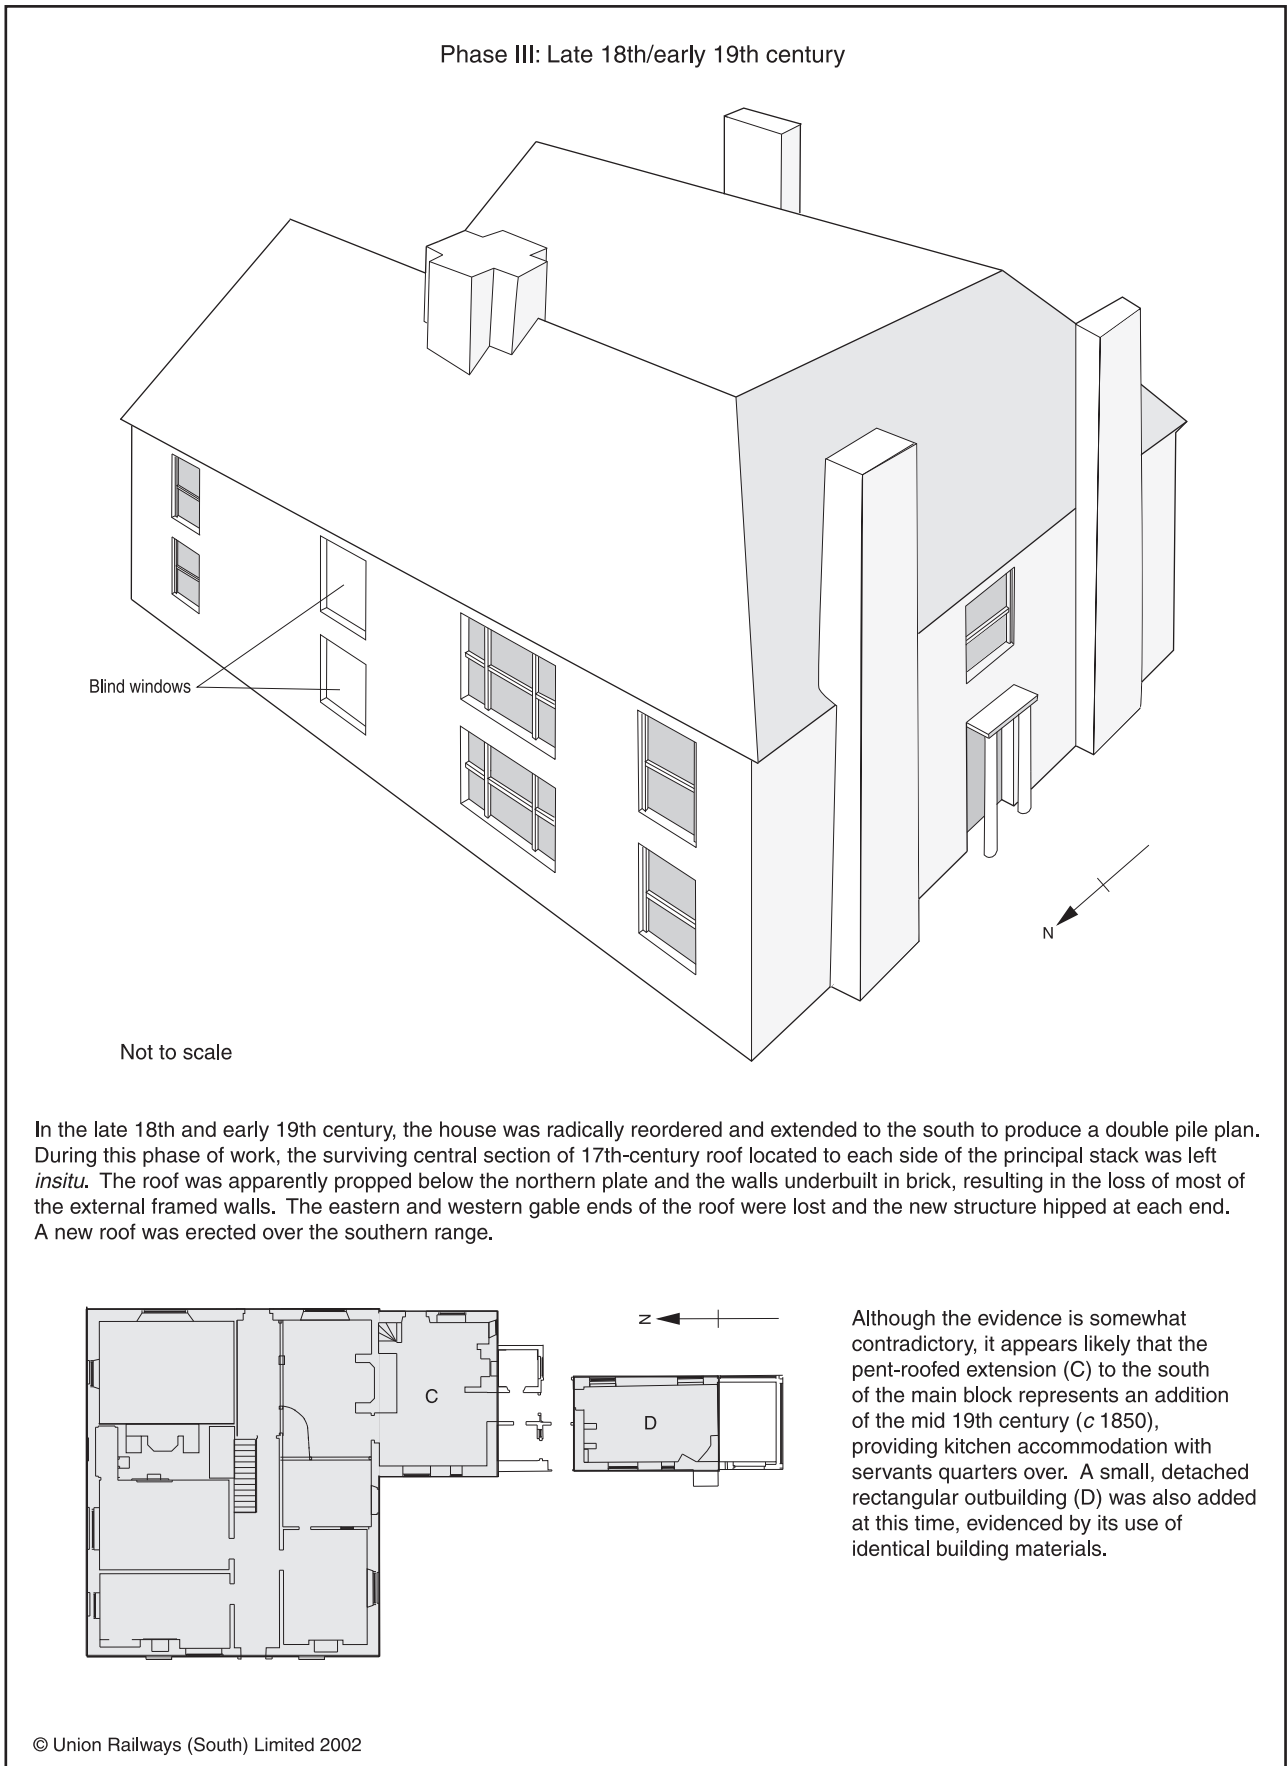 Phase III: Late 18th/early 19th century
Blind windows
N
Not to scale
In the late 18th and early 19th century, the house was radically reordered and extended to the south to produce a double pile plan.
During this phase of work, the surviving central section of 17th-century roof located to each side of the principal stack was left
insitu. The roof was apparently propped below the northern plate and the walls underbuilt in brick, resulting in the loss of most of
the external framed walls. The eastern and western gable ends of the roof were lost and the new structure hipped at each end.
A new roof was erected over the southern range.
N
C
D
Although the evidence is somewhat
contradictory, it appears likely that the
pent-roofed extension (C) to the south
of the main block represents an addition
of the mid 19th century (c 1850),
providing kitchen accommodation with
servants quarters over. A small, detached
rectangular outbuilding (D) was also added
at this time, evidenced by its use of
identical building materials.
© Union Railways (South) Limited 2002